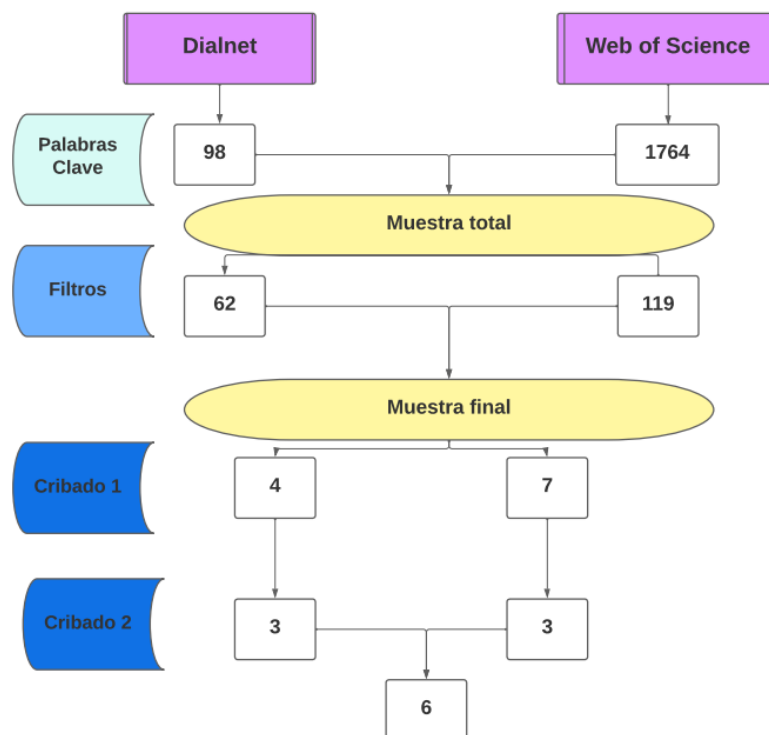 Dialnet
Web of Science
Palabras
Clave
98
1764
Muestra total
Filtros
62
119
Muestra final
Cribado 1
4
7
Cribado 2
3
3
6